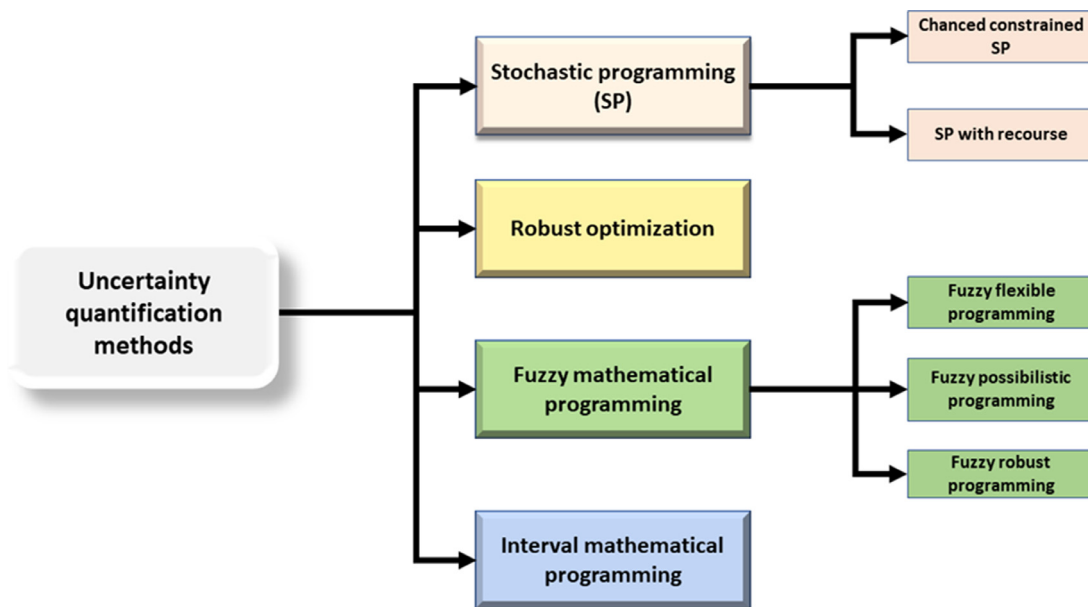 Uncertainty
quantification
methods
Stochastic programming
(SP)
Chanced constrained
SP
SP with recourse
Robust optimization
Fuzzy mathematical
programming
Fuzzy flexible
programming
Fuzzy possibilistic
programming
Fuzzy robust
programming
Interval mathematical
programming